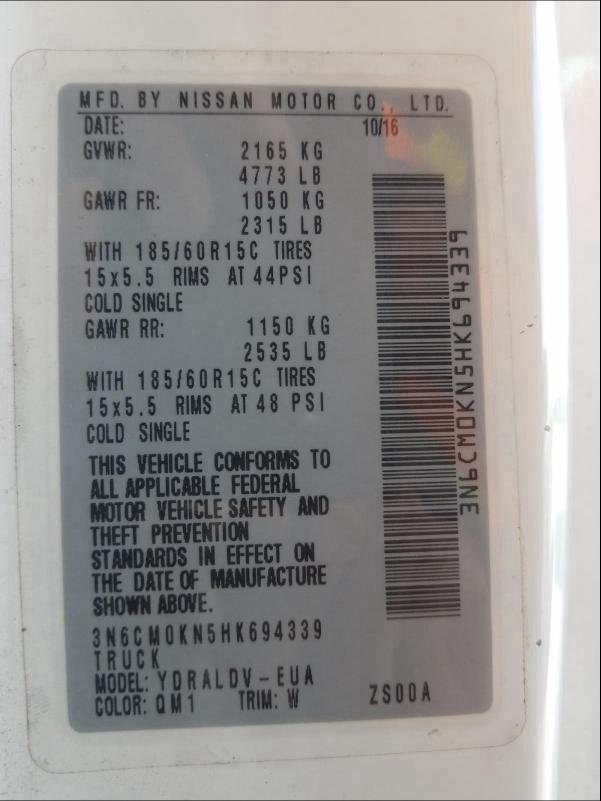 MFD. BY NISSAN MOTOR CO., LTD.
DATE: 10/16
GVWR: 2165 KG
4773 LB
GAWR FR: 1050 KG
2315 LB
WITH 185/60R15C TIRES
15x5.5 RIMS AT 44PSI
COLD SINGLE
GAWR RR: 1150 KG
2535 LB
WITH 185/60R15C TIRES
15x5.5 RIMS AT 48 PSI
COLD SINGLE
THIS VEHICLE CONFORMS TO
ALL APPLICABLE FEDERAL
MOTOR VEHICLE SAFETY AND
THEFT PREVENTION
STANDARDS IN EFFECT ON
THE DATE OF MANUFACTURE
SHOWN ABOVE.
3N6CM0KN5HK694339
TRUCK
MODEL: YDRALDV-EUA
COLOR: QM1 TRIM: W ZS00A
3N6CM0KN5HK694339